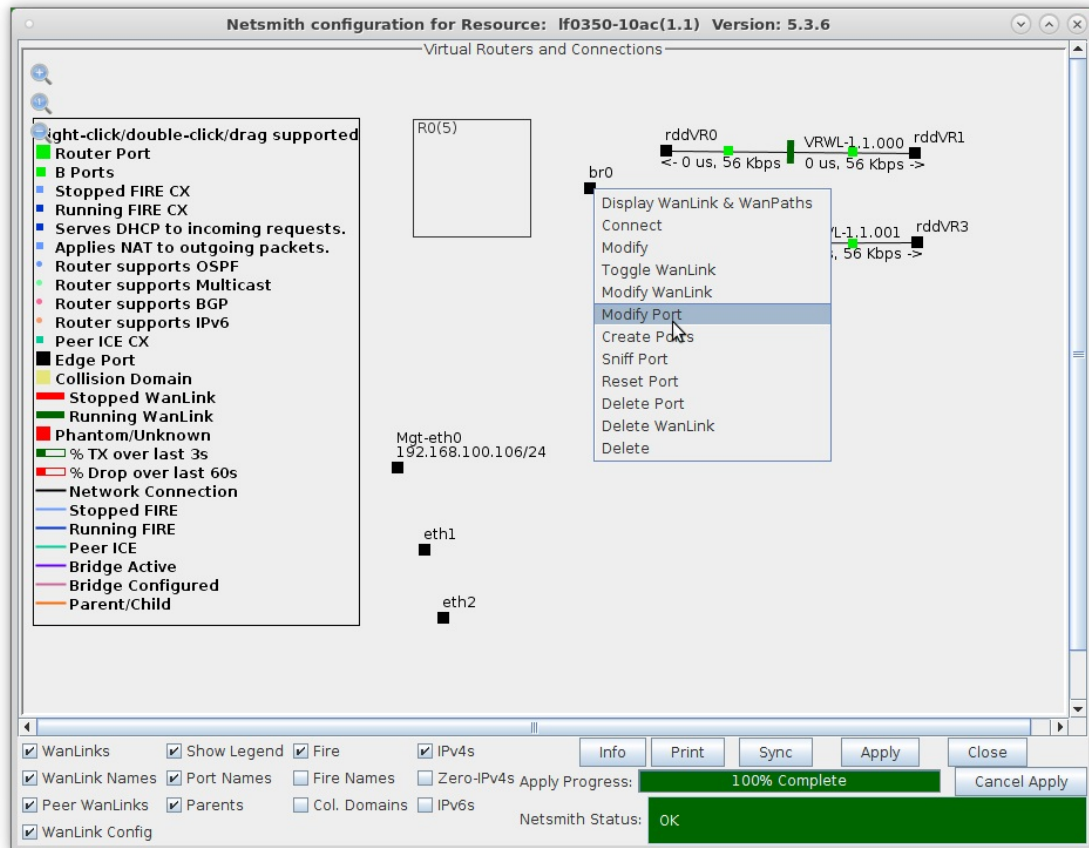 Netsmith configuration for Resource: lf0350-10ac(1.1) Version: 5.3.6
Virtual Routers and Connections
ight-click/double-click/drag supported
Router Port
B Ports
Stopped FIRE CX
Running FIRE CX
Serves DHCP to incoming requests.
Applies NAT to outgoing packets.
Router supports OSPF
Router supports Multicast
Router supports BGP
Router supports IPv6
Peer ICE CX
Edge Port
Collision Domain
Stopped WanLink
Running WanLink
Phantom/Unknown
% TX over last 3s
% Drop over last 60s
Network Connection
Stopped FIRE
Running FIRE
Peer ICE
Bridge Active
Bridge Configured
Parent/Child
R0(5)
rddVR0
VRWL-1.1.000
rddVR1
<- 0 us, 56 Kbps
0 us, 56 Kbps ->
br0
L-1.1.001
rddVR3
, 56 Kbps ->
Display WanLink & WanPaths
Connect
Modify
Toggle WanLink
Modify WanLink
Modify Port
Create Ports
Sniff Port
Reset Port
Delete Port
Delete WanLink
Delete
Mgt-eth0
192.168.100.106/24
eth1
eth2
WanLinks Show Legend Fire IPv4s Info Print Sync Apply Close
WanLink Names Port Names Fire Names Zero-IPv4s Apply Progress: 100% Complete Cancel Apply
Peer WanLinks Parents Col. Domains IPv6s
Netsmith Status: OK
WanLink Config